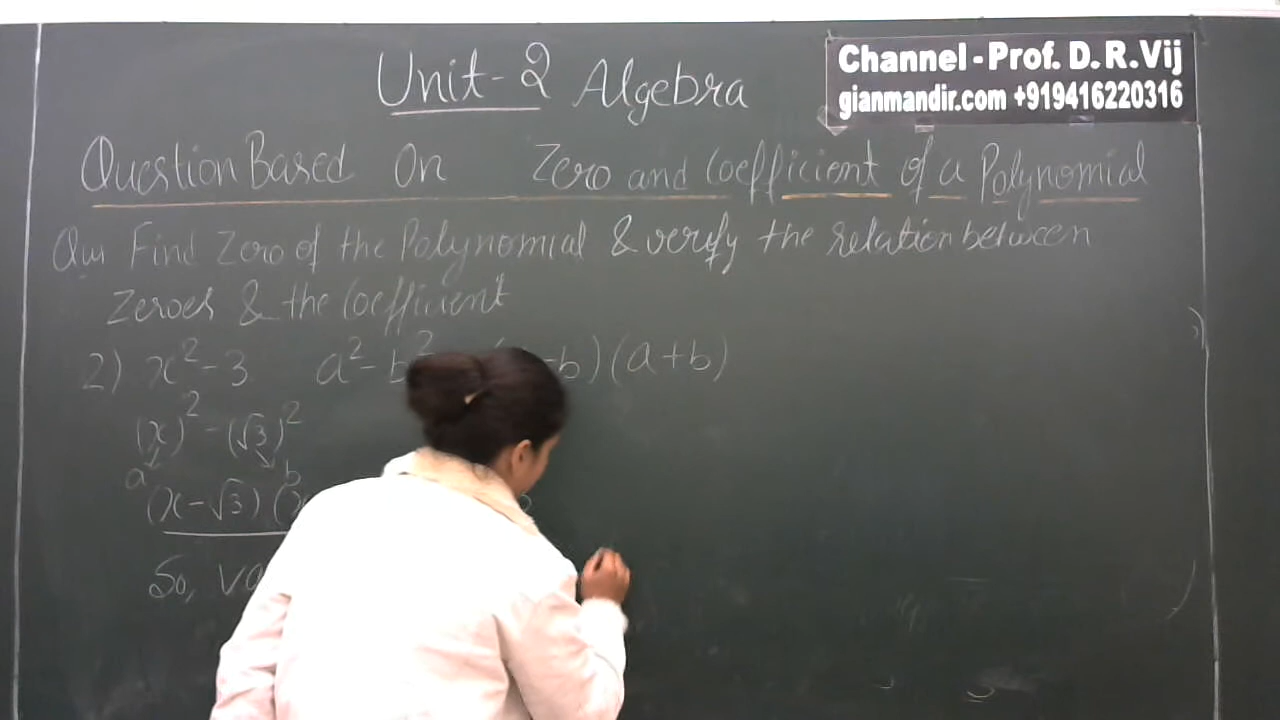 Unit-2 Algebra
Channel - Prof. D.R.Vij
gianmandir.com +919416220316
Question Based On Zero and Coefficient of a Polynomial
Qus Find Zero of the Polynomial & verify the relation between
Zeroes & the Coefficient
2) x² - 3 a² - b² - b) (a + b)
(x)² - (√3)²
a b
(x - √3) (x
So, va